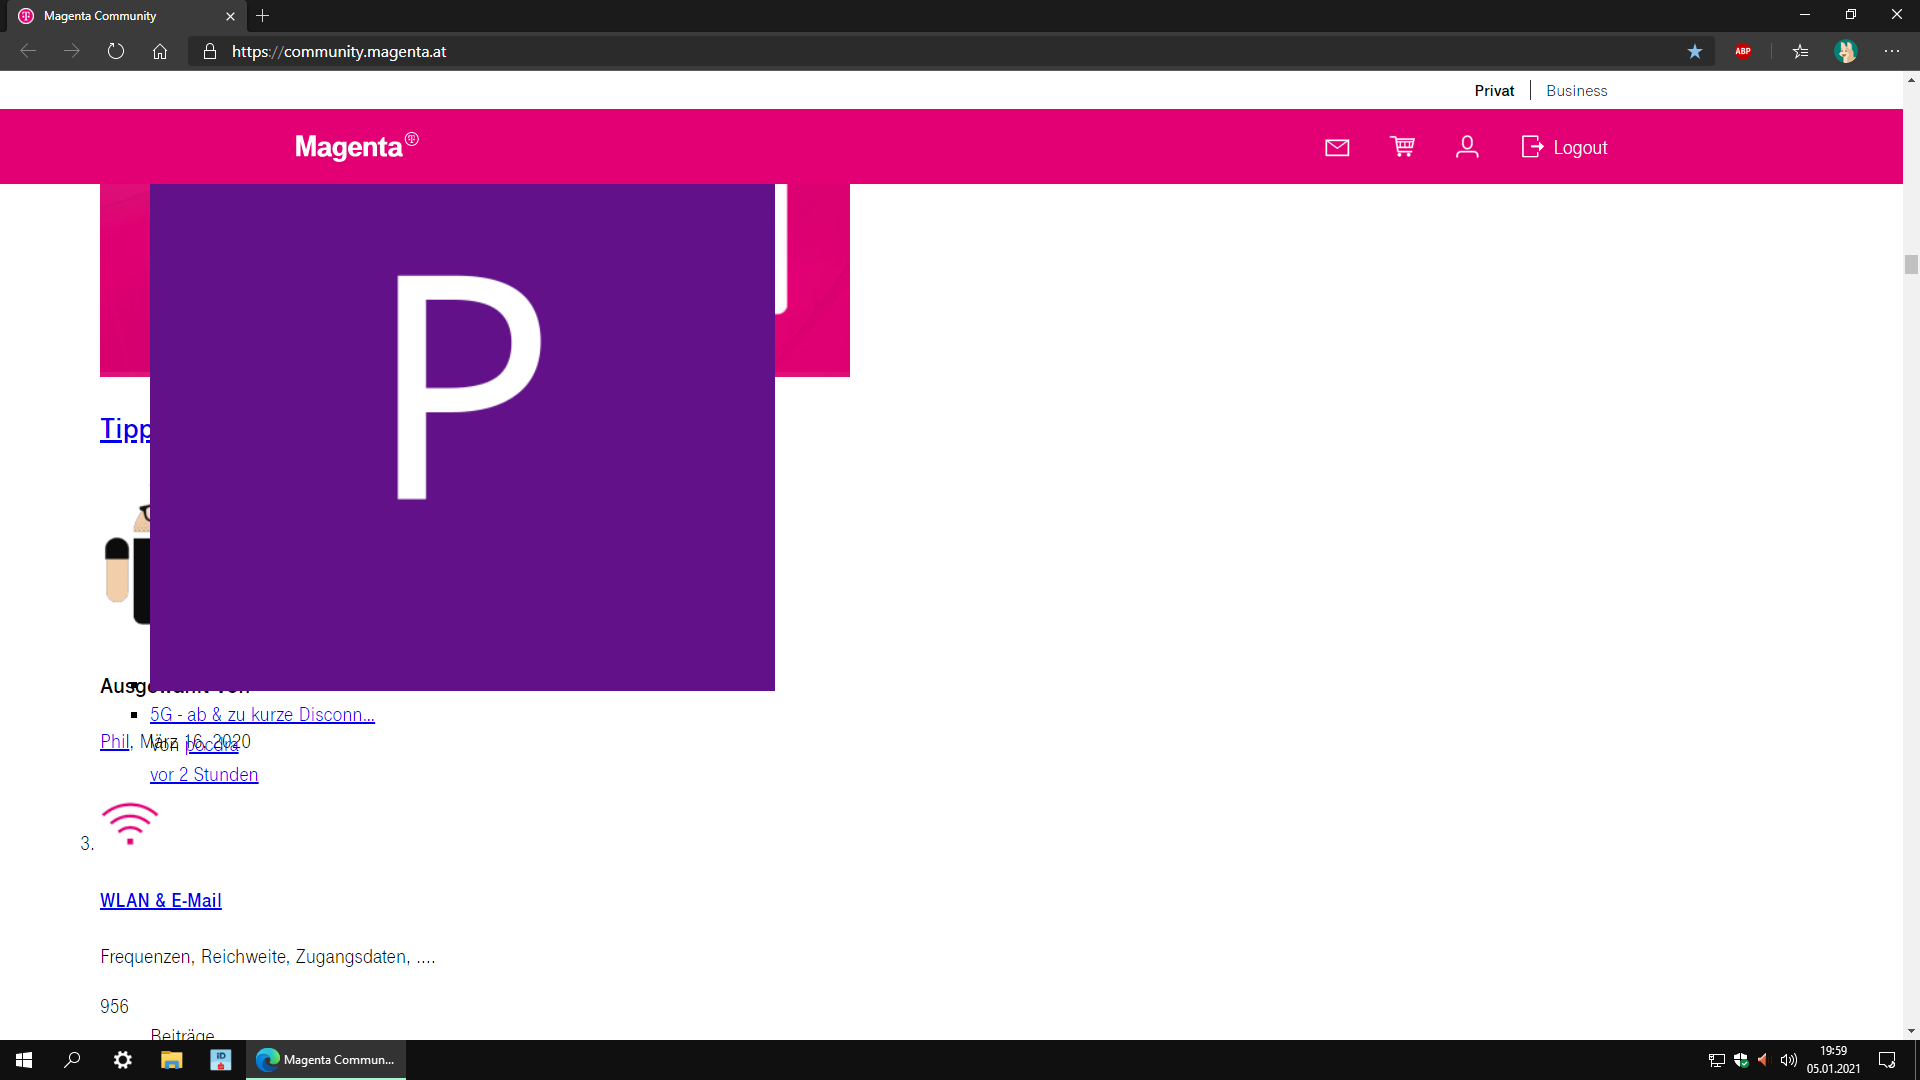 Magenta Community
https://community.magenta.at
ABP
Privat
Business
Magenta
Logout
P
Tipp
5G - ab & zu kurze Disconn...
Phil, März 16, 2020
von
vor 2 Stunden
3.
WLAN & E-Mail
Frequenzen, Reichweite, Zugangsdaten, ....
956
Beiträge
iD
Magenta Commun...
19:59
05.01.2021